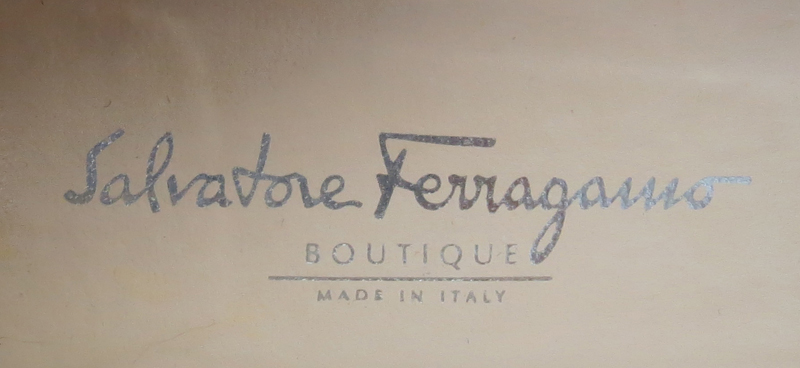 Salvatore Ferragamo
BOUTIQUE
MADE IN ITALY